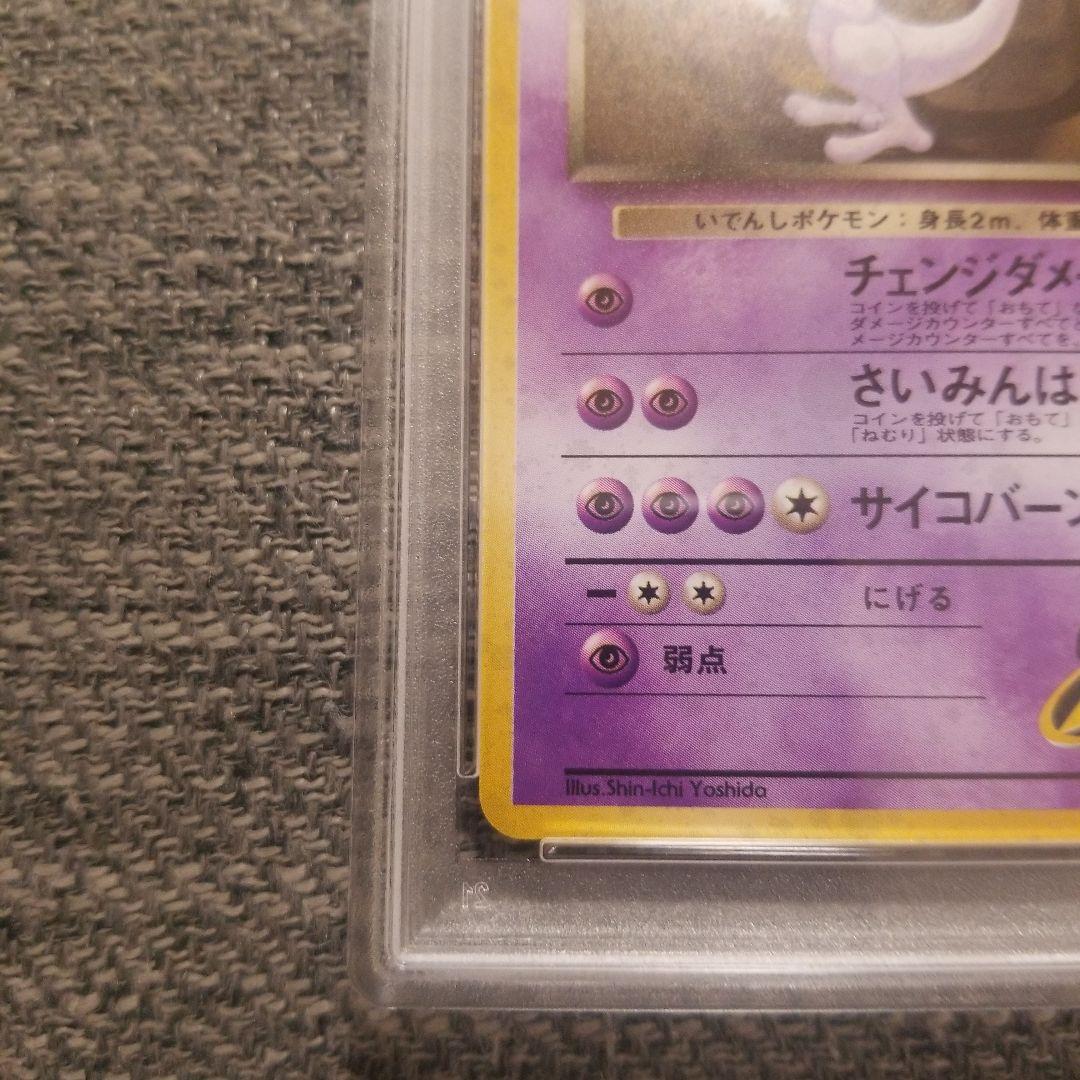 いでんしポケモン：身長2m. 体重
チェンジダメー
コインを投げて「おもて」
ダメージカウンターすべてと
メージカウンターすべてを、
さいみんは
コインを投げて「おもて」
「ねむり」状態にする。
サイコバーン
にげる
弱点
Illus.Shin-Ichi Yoshida
21